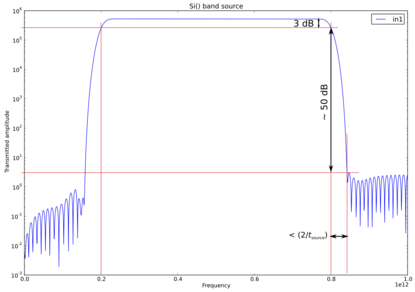 Si() band source
10^6
in1
3 dB
10^5
10^4
10^3
~ 50 dB
10^2
10^1
10^0
10^-1
10^-2
10^-3
Transmitted amplitude
< (2/t_source)
0.0 0.2 0.4 0.6 0.8 1.0
1e12
Frequency